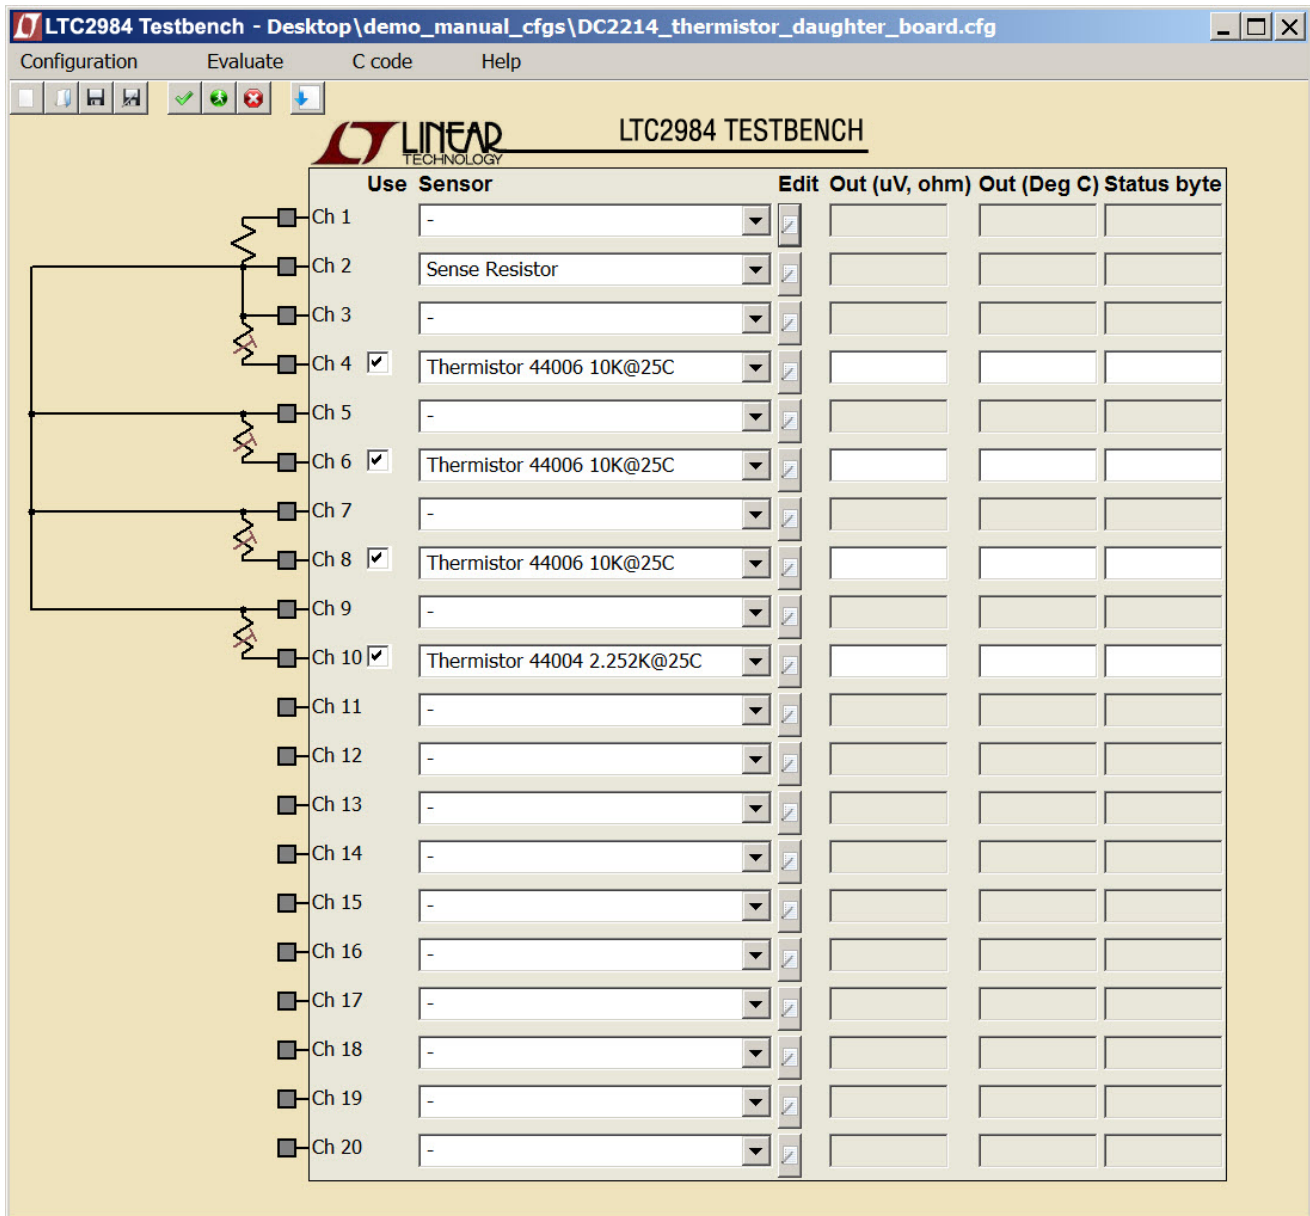 LTC2984 Testbench - Desktop\demo_manual_cfgs\DC2214_thermistor_daughter_board.cfg
Configuration Evaluate C code Help
LINEAR TECHNOLOGY LTC2984 TESTBENCH
Use Sensor Edit Out (uV, ohm) Out (Deg C) Status byte
Ch 1 -
Ch 2 Sense Resistor
Ch 3 -
Ch 4 Thermistor 44006 10K@25C
Ch 5 -
Ch 6 Thermistor 44006 10K@25C
Ch 7 -
Ch 8 Thermistor 44006 10K@25C
Ch 9 -
Ch 10 Thermistor 44004 2.252K@25C
Ch 11 -
Ch 12 -
Ch 13 -
Ch 14 -
Ch 15 -
Ch 16 -
Ch 17 -
Ch 18 -
Ch 19 -
Ch 20 -